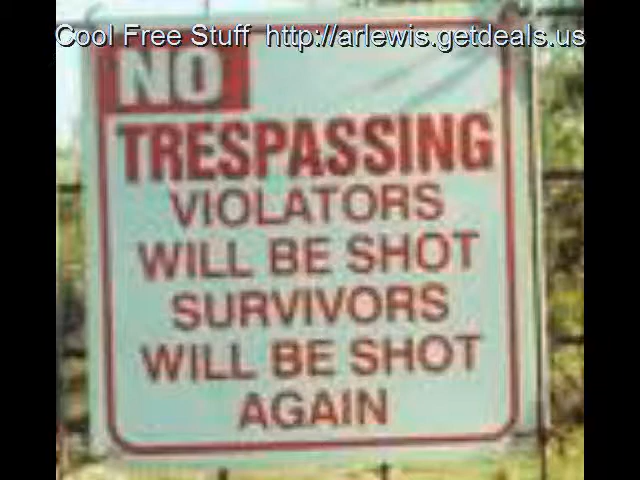 Cool Free Stuff http://arlewis.getdeals.us
NO
TRESPASSING
VIOLATORS
WILL BE SHOT
SURVIVORS
WILL BE SHOT
AGAIN